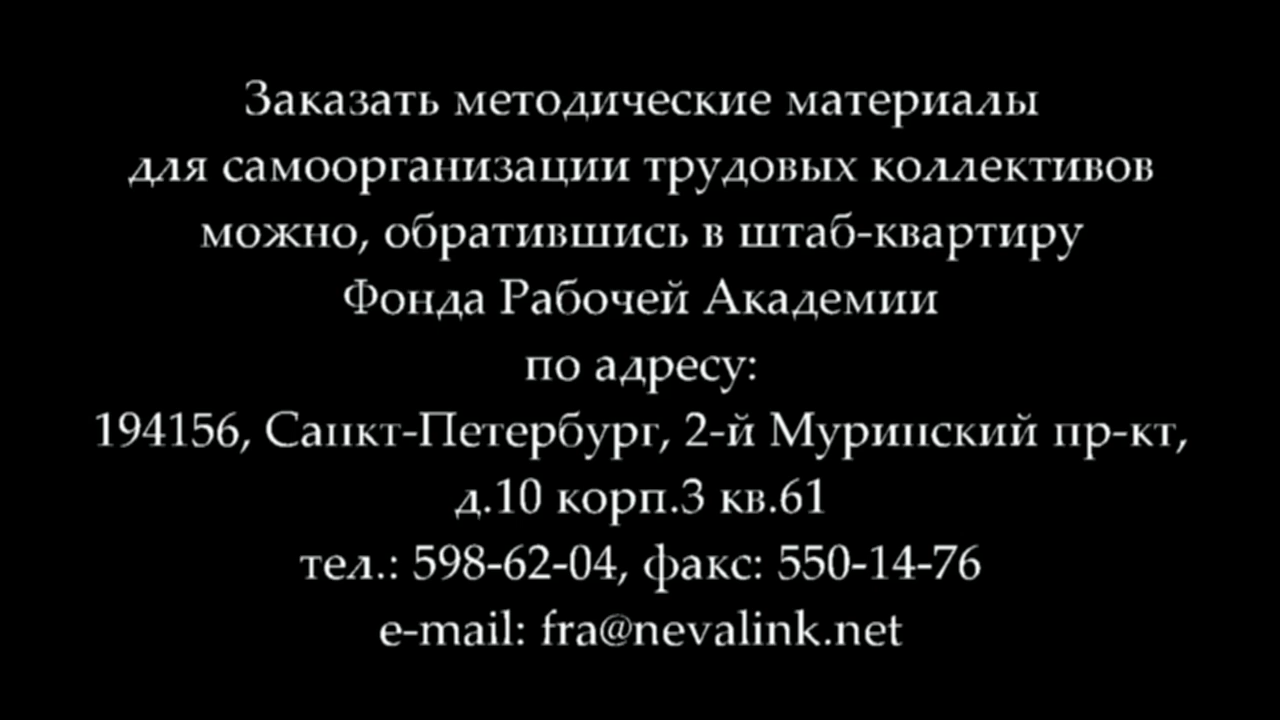 Заказать методические материалы
для самоорганизации трудовых коллективов
можно, обратившись в штаб-квартиру
Фонда Рабочей Академии
по адресу:
194156, Санкт-Петербург, 2-й Муринский пр-кт,
д.10 корп.3 кв.61
тел.: 598-62-04, факс: 550-14-76
e-mail: fra@nevalink.net